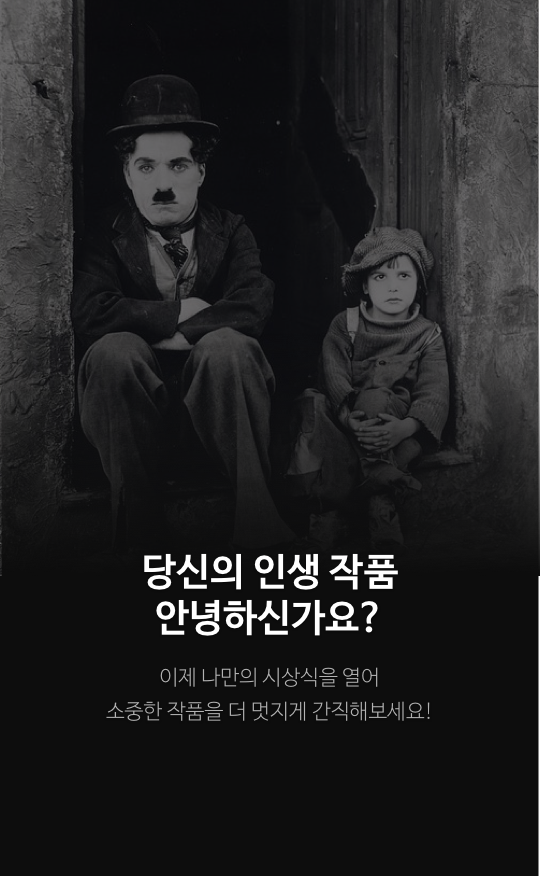 당신의 인생 작품
안녕하신가요?
이제 나만의 시상식을 열어
소중한 작품을 더 멋지게 간직해보세요!